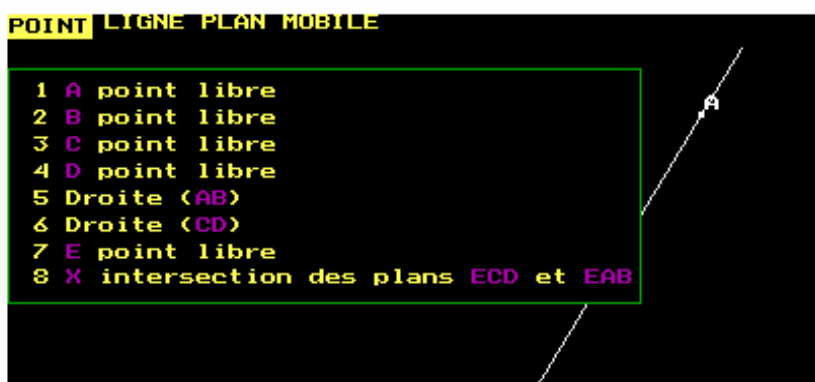 POINT LIGNE PLAN MOBILE
1 A point libre
2 B point libre
3 C point libre
4 D point libre
5 Droite (AB)
6 Droite (CD)
7 E point libre
8 X intersection des plans ECD et EAB
A